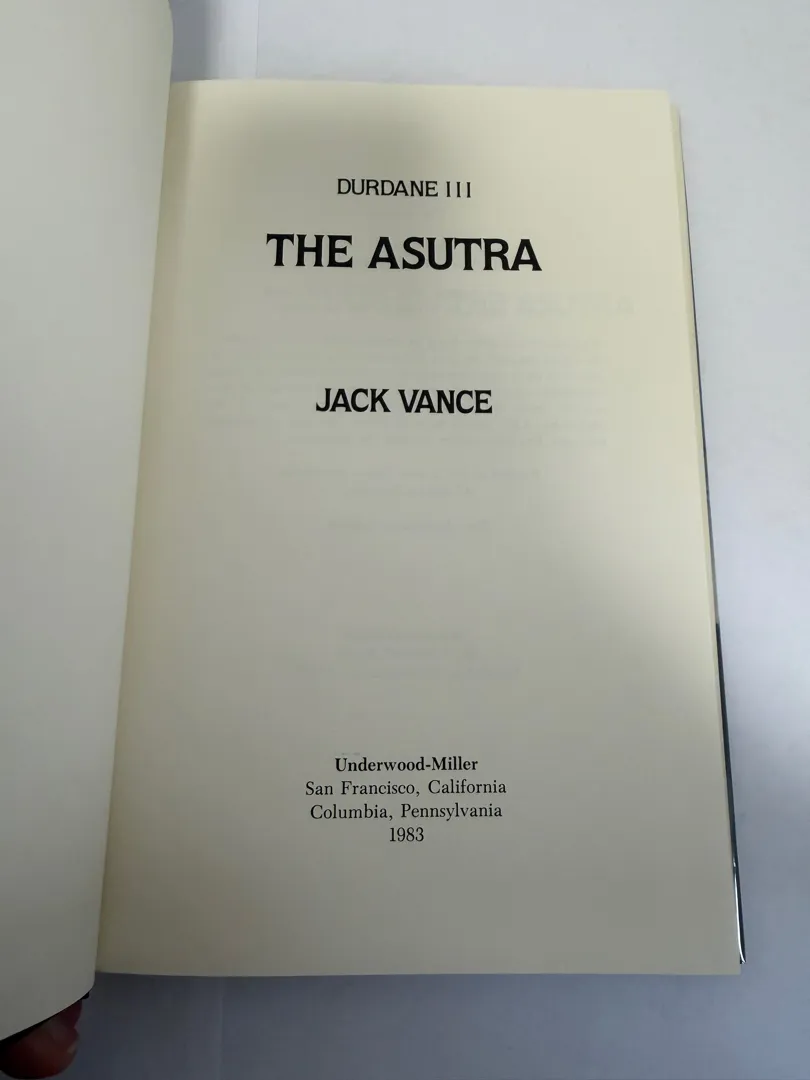 DURDANE III
THE ASUTRA
JACK VANCE
Underwood-Miller
San Francisco, California
Columbia, Pennsylvania
1983